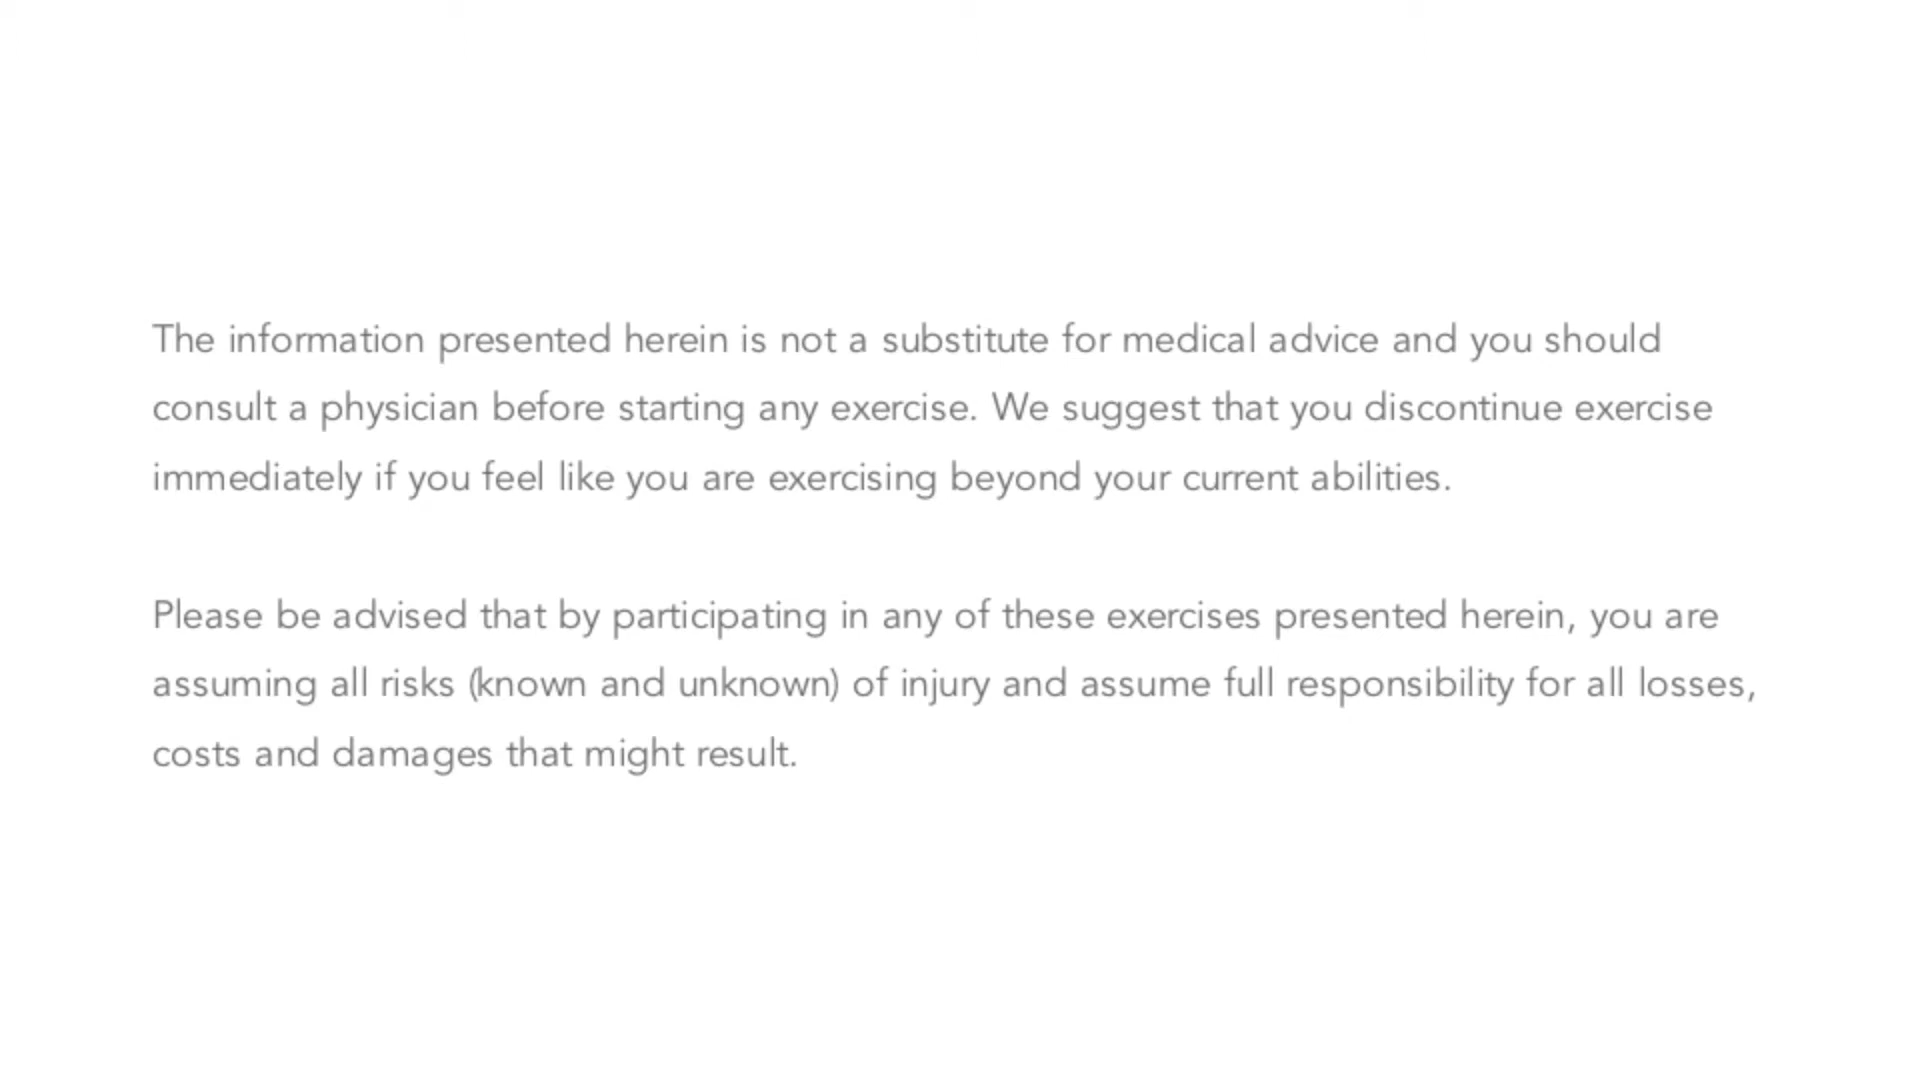 The information presented herein is not a substitute for medical advice and you should
consult a physician before starting any exercise. We suggest that you discontinue exercise
immediately if you feel like you are exercising beyond your current abilities.
Please be advised that by participating in any of these exercises presented herein, you are
assuming all risks (known and unknown) of injury and assume full responsibility for all losses,
costs and damages that might result.